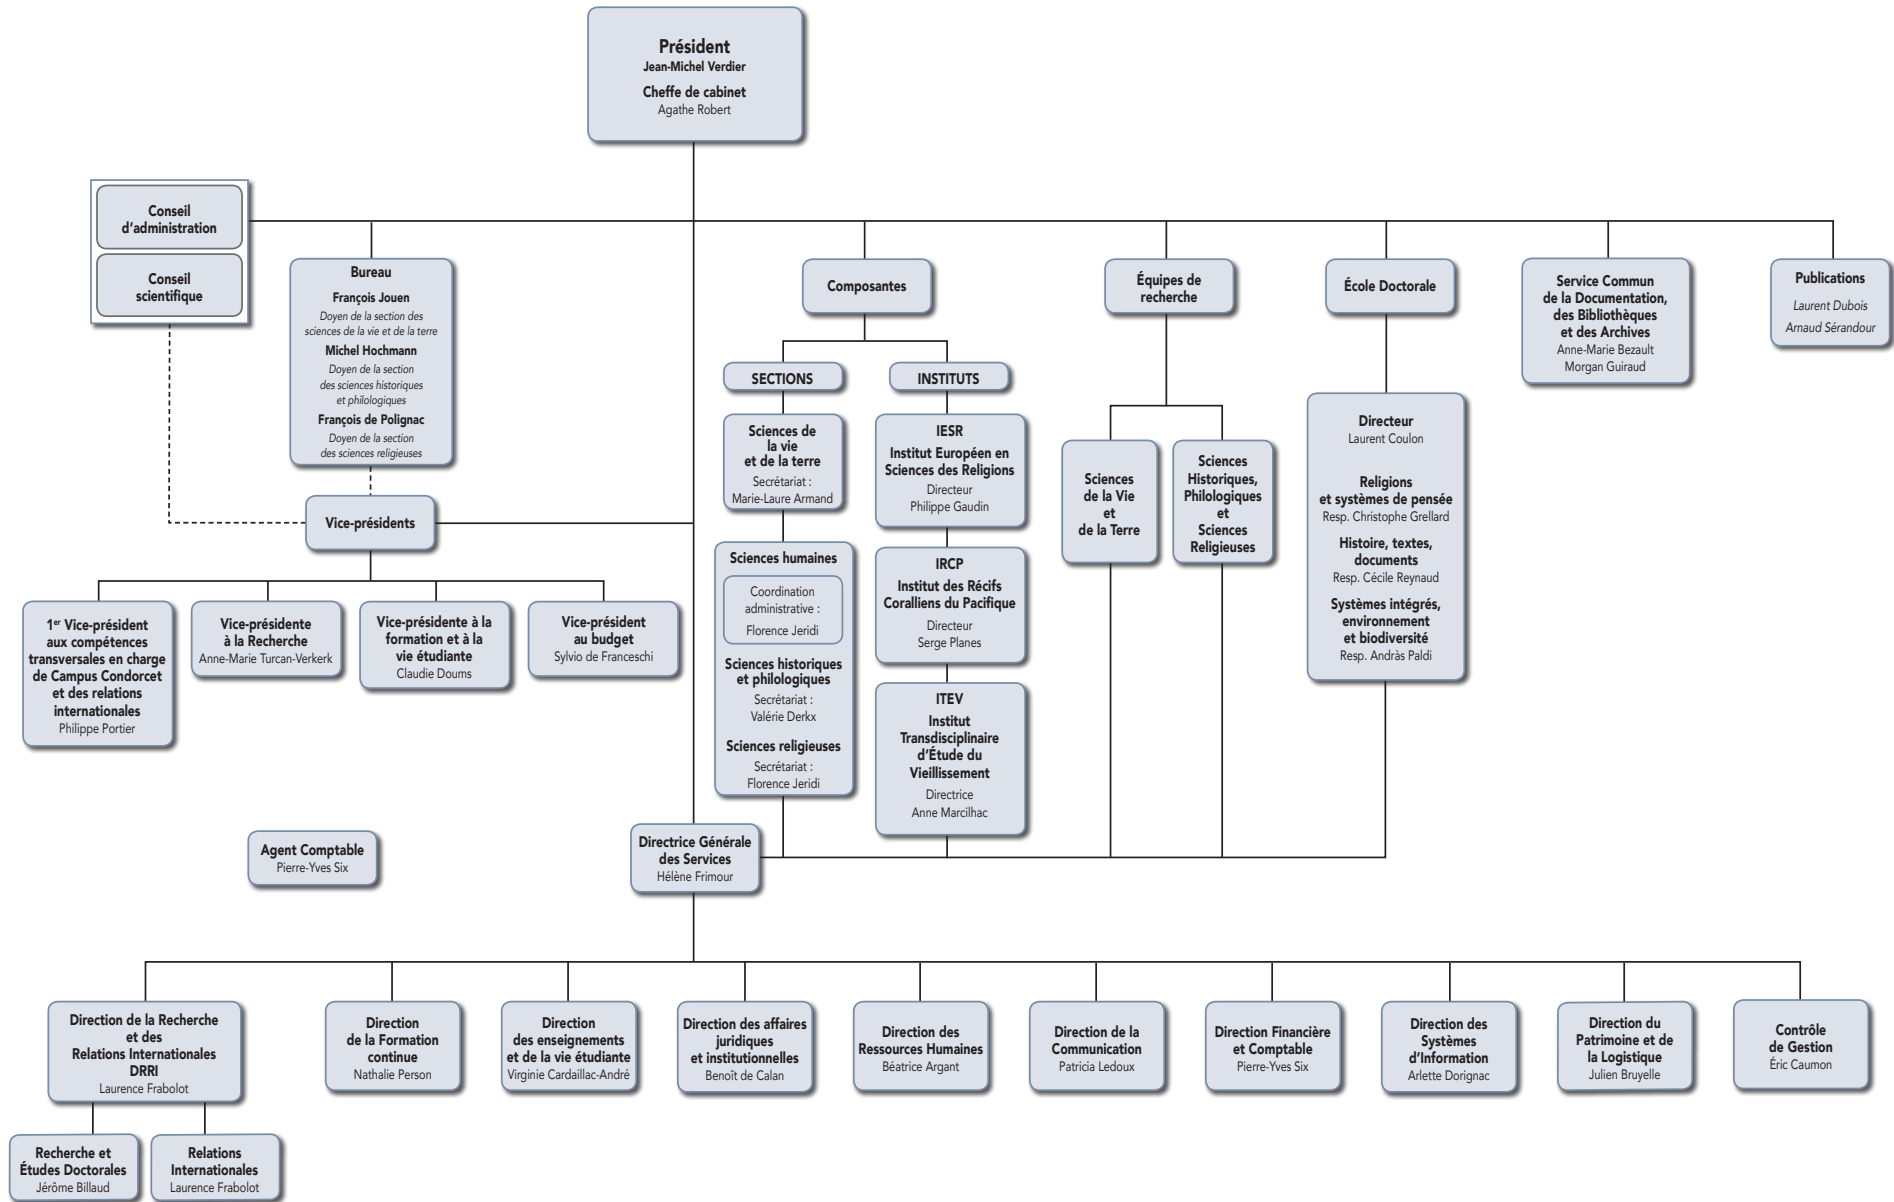 Président
Jean-Michel Verdier
Cheffe de cabinet
Agathe Robert
Conseil
d'administration
Conseil
scientifique
Bureau
François Jouen
Doyen de la section des
sciences de la vie et de la terre
Michel Hochmann
Doyen de la section
des sciences historiques
et philologiques
François de Polignac
Doyen de la section
des sciences religieuses
Composantes
Équipes de
recherche
École Doctorale
Service Commun
de la Documentation,
des Bibliothèques
et des Archives
Anne-Marie Bezault
Morgan Guiraud
Publications
Laurent Dubois
Arnaud Sérandour
SECTIONS
INSTITUTS
Sciences de
la vie
et de la terre
Secrétariat :
Marie-Laure Armand
Sciences humaines
Coordination
administrative :
Florence Jeridi
Sciences historiques
et philologiques
Secrétariat :
Valérie Derkx
Sciences religieuses
Secrétariat :
Florence Jeridi
IESR
Institut Européen en
Sciences des Religions
Directeur
Philippe Gaudin
IRCP
Institut des Récifs
Coralliens du Pacifique
Directeur
Serge Planes
ITEV
Institut
Transdisciplinaire
d'Étude du
Vieillissement
Directrice
Anne Marcilhac
Sciences
de la Vie
et
de la Terre
Sciences
Historiques,
Philologiques
et
Sciences
Religieuses
Directeur
Laurent Coulon
Religions
et systèmes de pensée
Resp. Christophe Grellard
Histoire, textes,
documents
Resp. Cécile Reynaud
Systèmes intégrés,
environnement
et biodiversité
Resp. Andràs Paldi
Vice-présidents
1er Vice-président
aux compétences
transversales en charge
de Campus Condorcet
et des relations
internationales
Philippe Portier
Vice-présidente
à la Recherche
Anne-Marie Turcan-Verkerk
Vice-présidente à la
formation et à la
vie étudiante
Claudie Doums
Vice-président
au budget
Sylvio de Franceschi
Agent Comptable
Pierre-Yves Six
Directrice Générale
des Services
Hélène Frimour
Direction de la Recherche
et des
Relations Internationales
DRRI
Laurence Frabolot
Direction
de la Formation
continue
Nathalie Person
Direction
des enseignements
et de la vie étudiante
Virginie Cardaillac-André
Direction des affaires
juridiques
et institutionnelles
Benoît de Calan
Direction des
Ressources Humaines
Béatrice Argant
Direction de la
Communication
Patricia Ledoux
Direction Financière
et Comptable
Pierre-Yves Six
Direction des
Systèmes
d'Information
Arlette Dorignac
Direction du
Patrimoine et de
la Logistique
Julien Bruyelle
Contrôle
de Gestion
Éric Caumon
Recherche et
Études Doctorales
Jérôme Billaud
Relations
Internationales
Laurence Frabolot